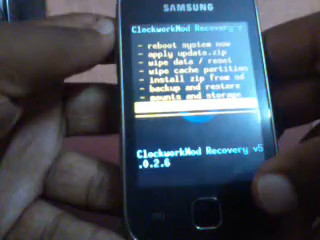 SAMSUNG
ClockworkMod Recovery v
- reboot system now
- apply update.zip
- wipe data / reset
- wipe cache partition
- install zip from sd
- backup and restore
- mounts and storage
ClockworkMod Recovery v5
.0.2.6